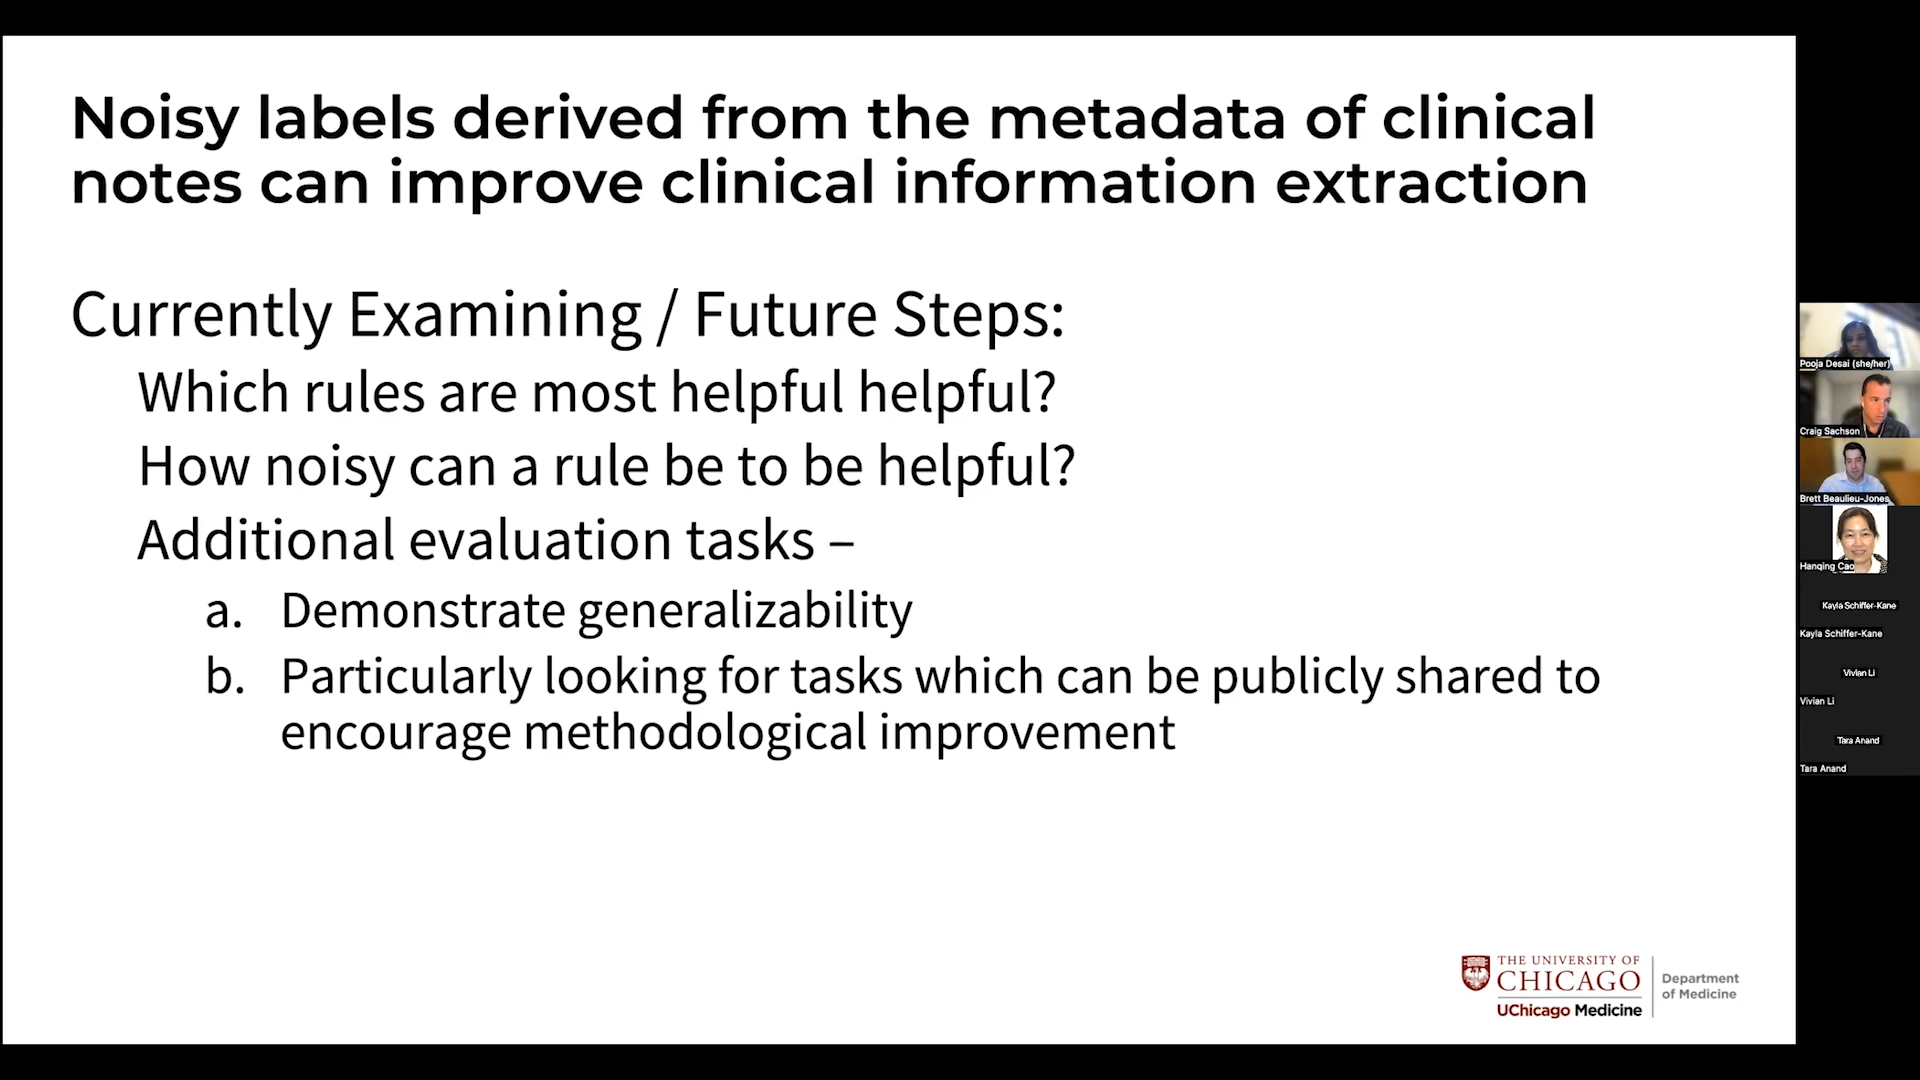 Noisy labels derived from the metadata of clinical
notes can improve clinical information extraction
Currently Examining / Future Steps:
Which rules are most helpful helpful?
How noisy can a rule be to be helpful?
Additional evaluation tasks –
a. Demonstrate generalizability
b. Particularly looking for tasks which can be publicly shared to
encourage methodological improvement
THE UNIVERSITY OF
CHICAGO
UChicago Medicine
Department
of Medicine
Pooja Desai (she/her)
Craig Sachson
Brett Beaulieu-Jones
Hanqing Cao
Kayla Schiffer-Kane
Kayla Schiffer-Kane
Vivian Li
Vivian Li
Tara Anand
Tara Anand